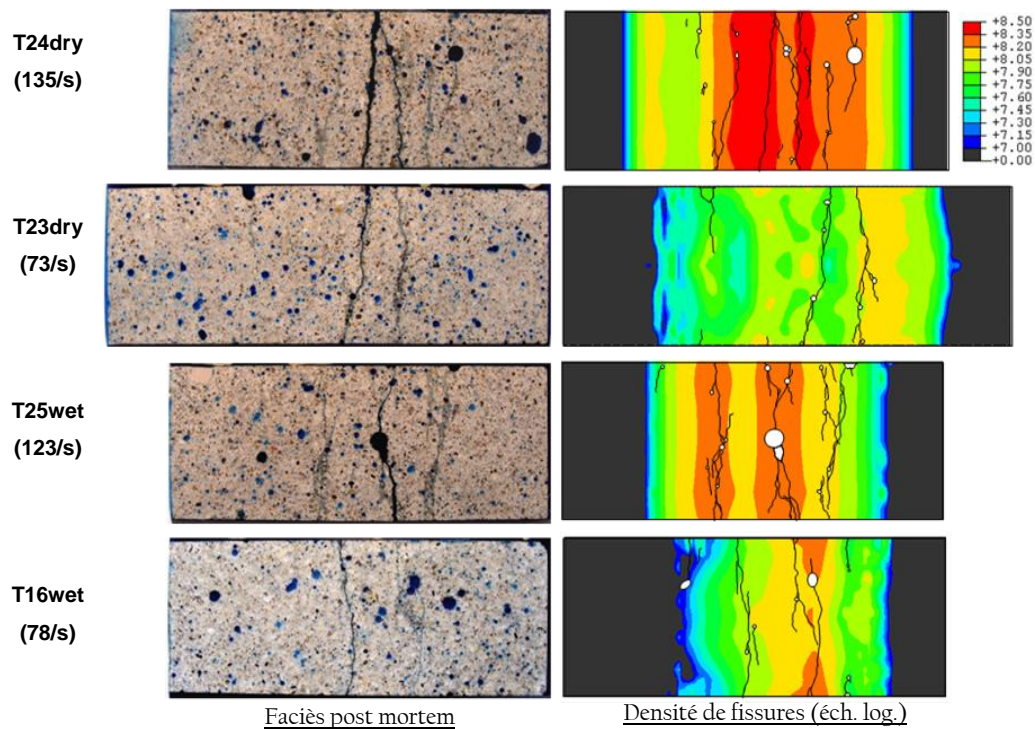 T24dry
(135/s)
+8.50
+8.35
+8.20
+8.05
+7.90
+7.75
+7.60
+7.45
+7.30
+7.15
+7.00
+0.00
T23dry
(73/s)
T25wet
(123/s)
T16wet
(78/s)
Faciès post mortem
Densité de fissures (éch. log.)